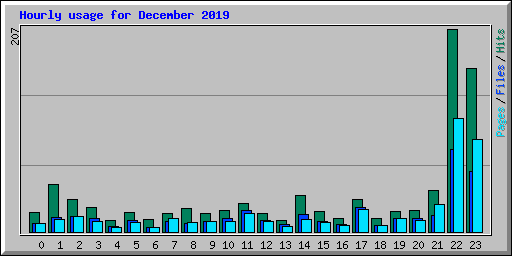 Hourly usage for December 2019
207
Pages/Files/Hits
0 1 2 3 4 5 6 7 8 9 10 11 12 13 14 15 16 17 18 19 20 21 22 23